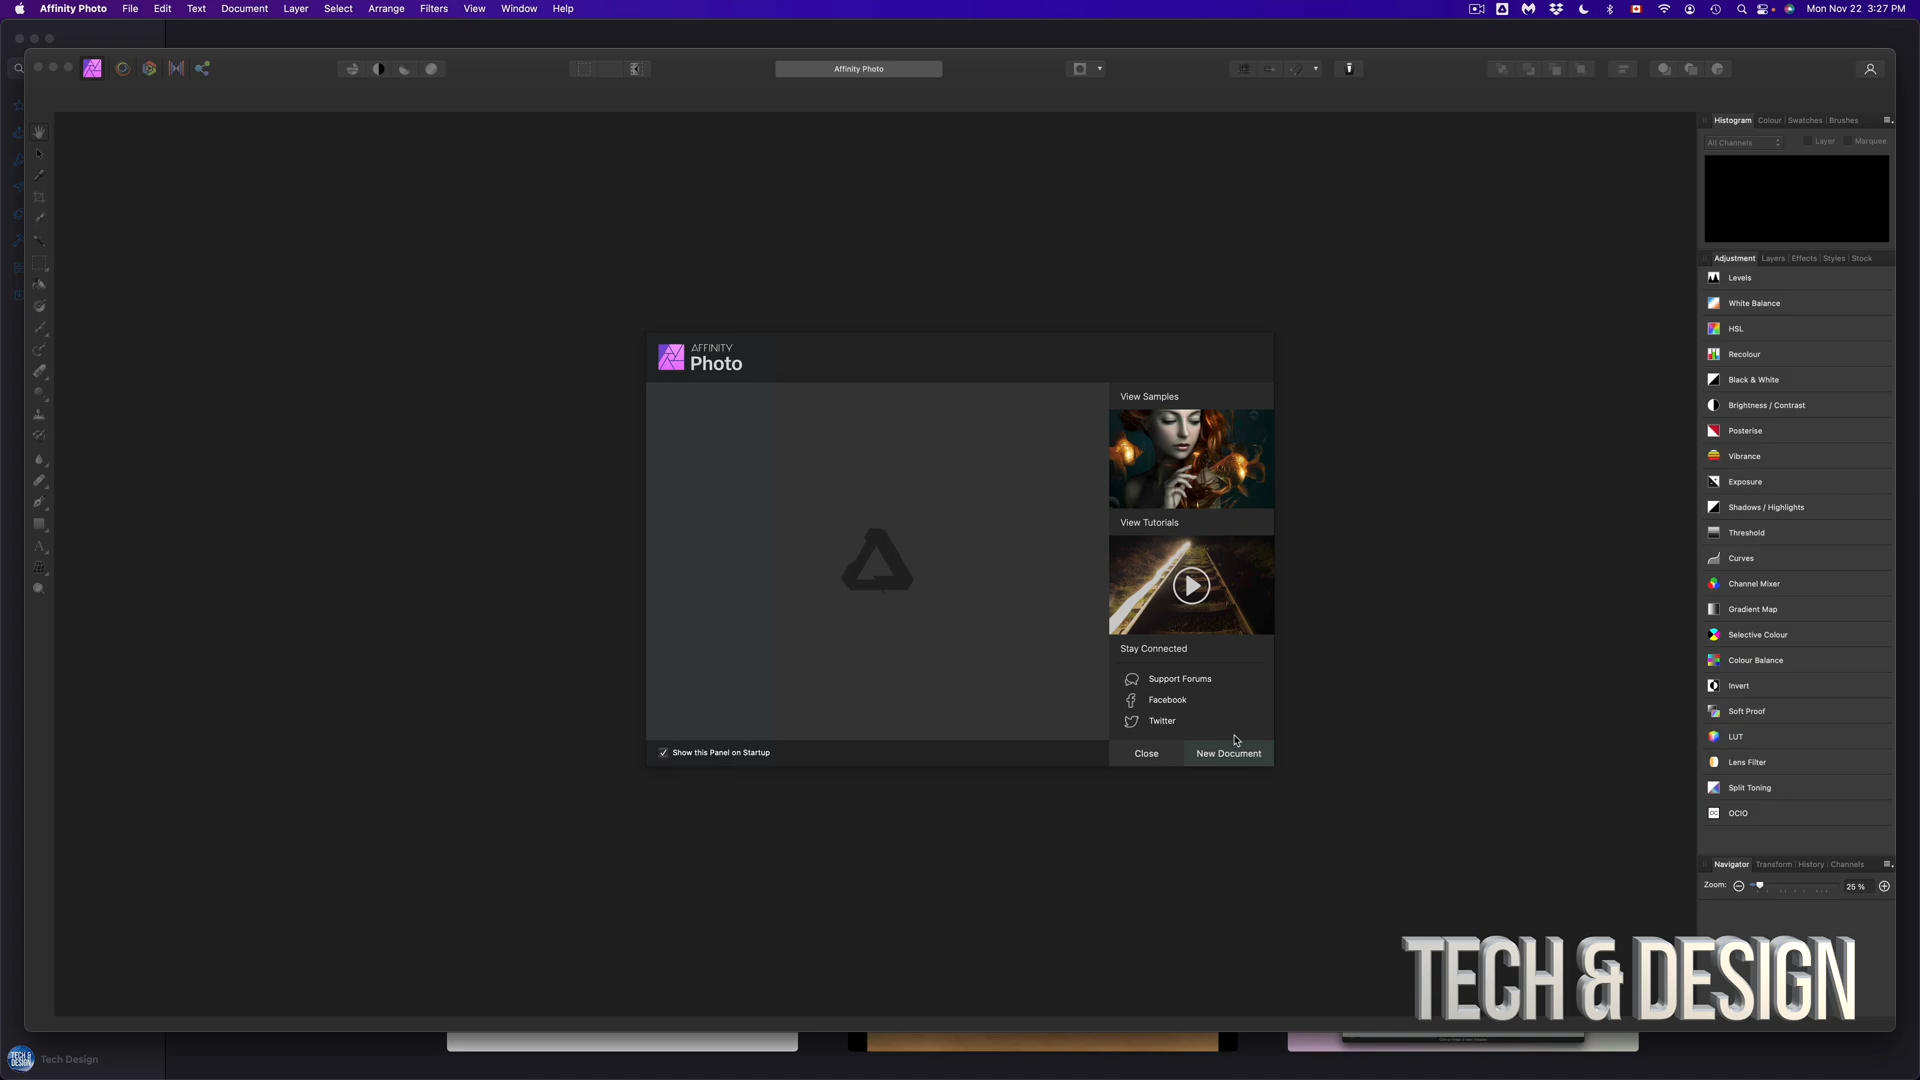 Affinity Photo File Edit Text Document Layer Select Arrange Filters View Window Help
Mon Nov 22 3:27 PM
Affinity Photo
Histogram Colour Swatches Brushes
All Channels Layer Marquee
Adjustment Layers Effects Styles Stock
Levels
White Balance
HSL
Recolour
Black & White
Brightness / Contrast
Posterise
Vibrance
Exposure
Shadows / Highlights
Threshold
Curves
Channel Mixer
Gradient Map
Selective Colour
Colour Balance
Invert
Soft Proof
LUT
Lens Filter
Split Toning
OCIO
Navigator Transform History Channels
Zoom: 25 %
AFFINITY
Photo
View Samples
View Tutorials
Stay Connected
Support Forums
Facebook
Twitter
Show this Panel on Startup
Close New Document
TECH & DESIGN
TECH &
DESIGN
Tech Design